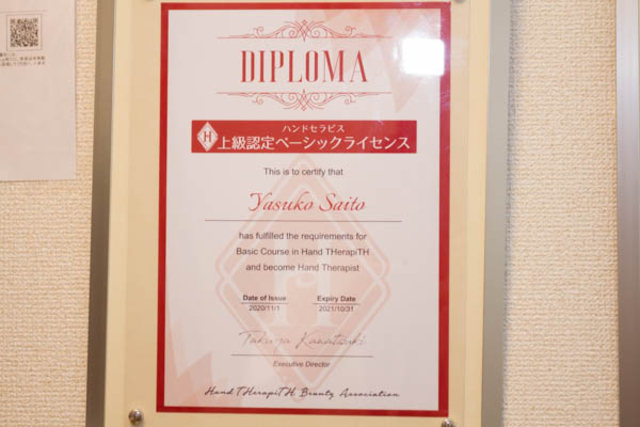 DIPLOMA
ハンドセラピス
H 上級認定ベーシックライセンス
This is to certify that
Yasuko Saito
has fulfilled the requirements for
Basic Course in Hand THerapiTH
and become Hand Therapist
Date of Issue Expiry Date
2020/11/1 2021/10/31
Executive Director
Hand THerapiTH Beauty Association